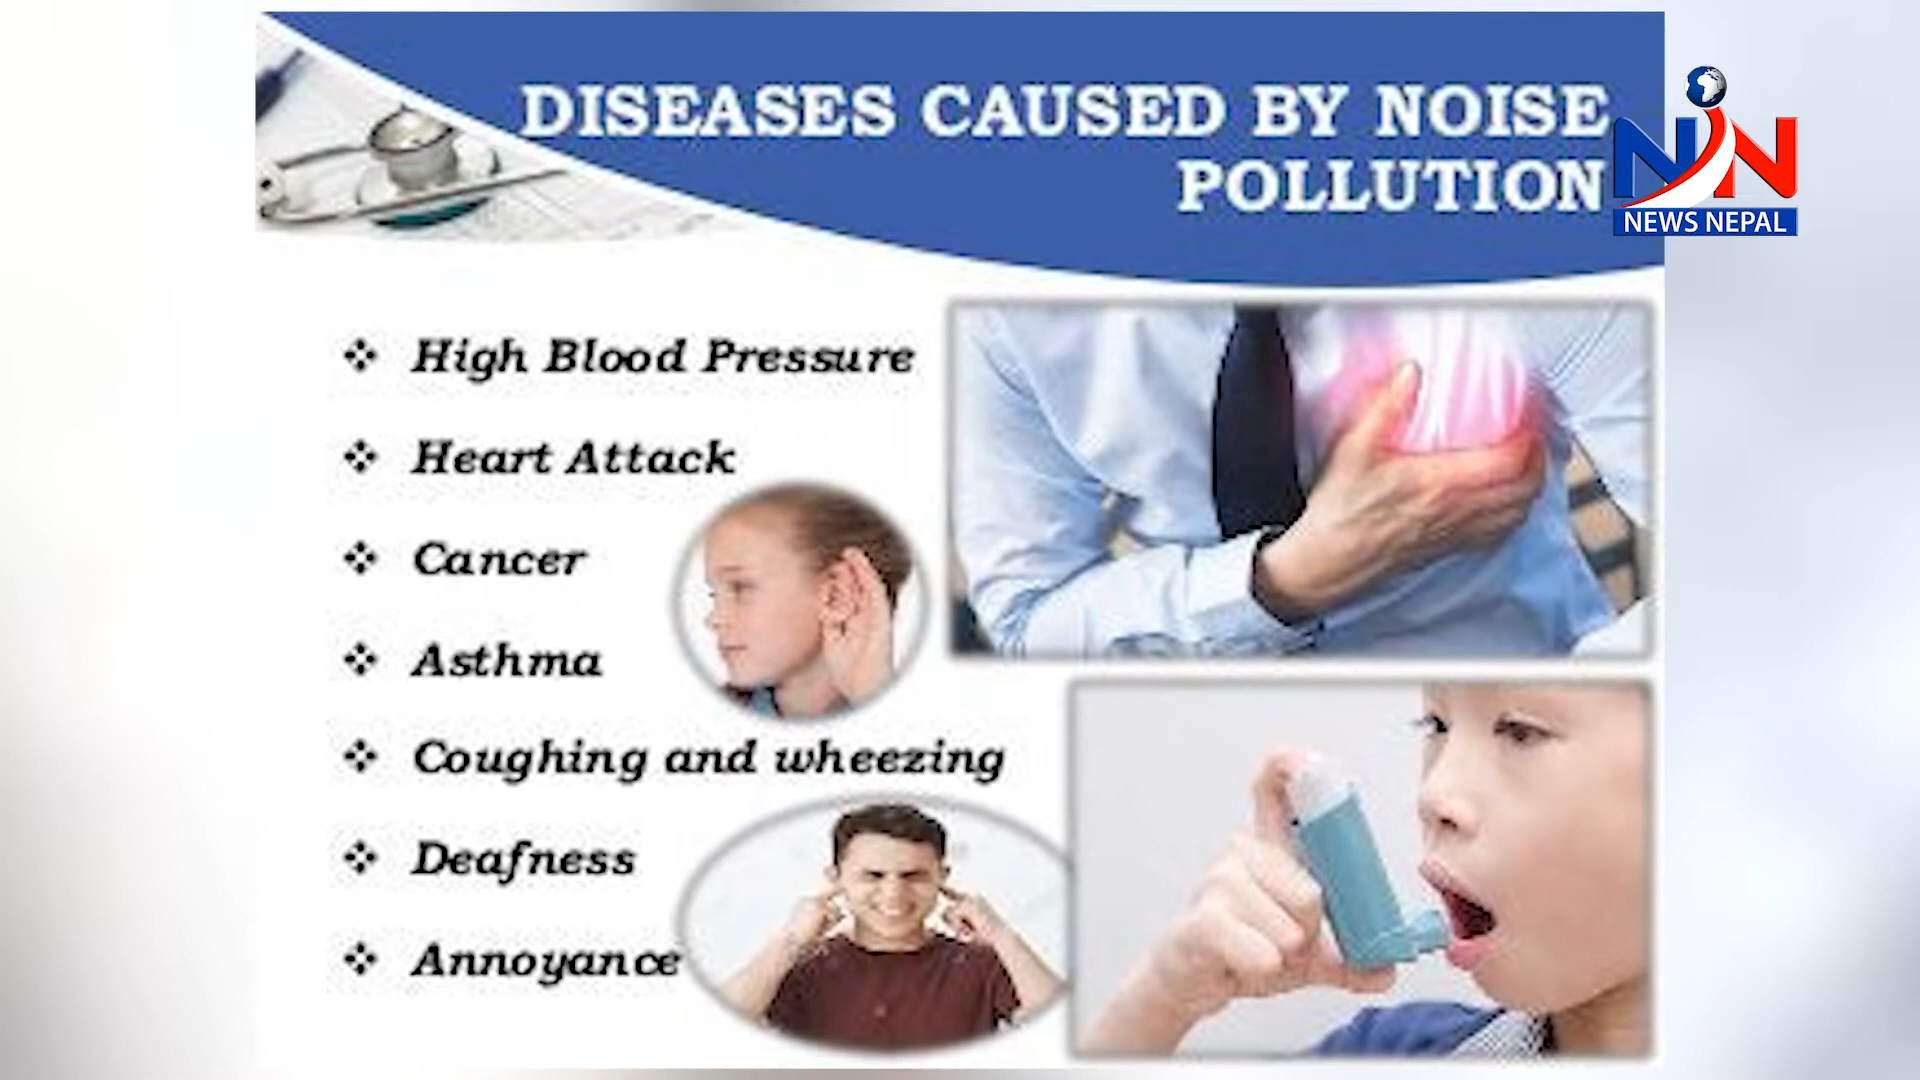 DISEASES CAUSED BY NOISE
POLLUTION
NN
NEWS NEPAL
High Blood Pressure
Heart Attack
Cancer
Asthma
Coughing and wheezing
Deafness
Annoyance